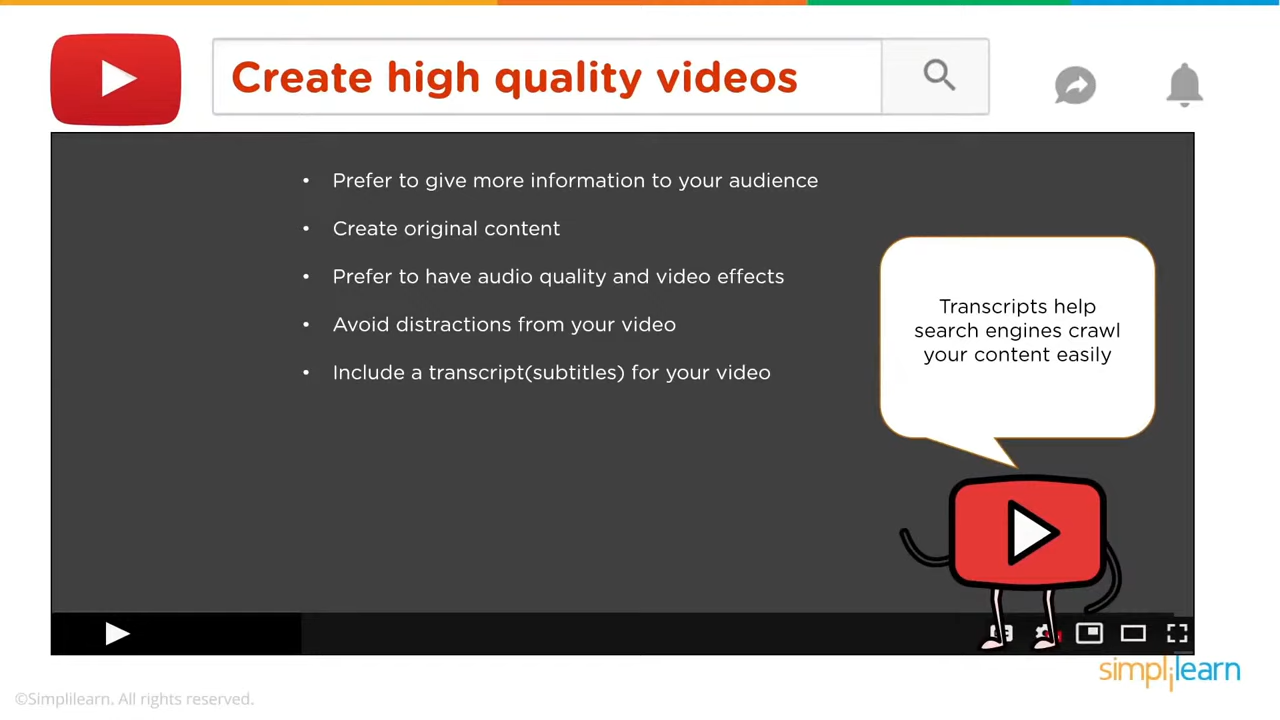 Create high quality videos
• Prefer to give more information to your audience
• Create original content
• Prefer to have audio quality and video effects
• Avoid distractions from your video
• Include a transcript(subtitles) for your video
Transcripts help
search engines crawl
your content easily
simplilearn
©Simplilearn. All rights reserved.